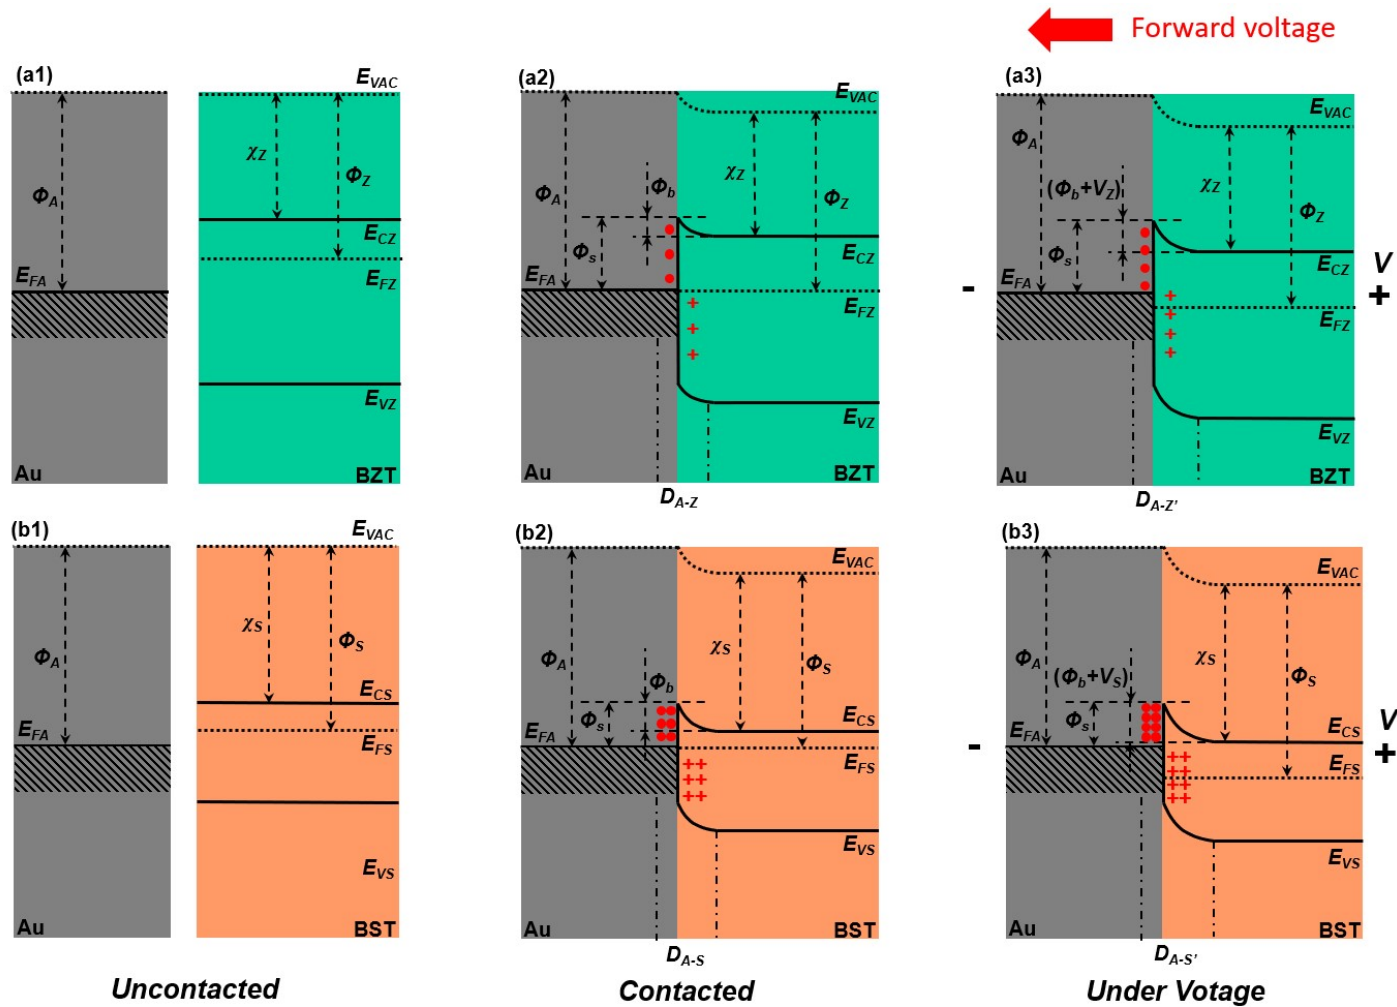 Forward voltage
(a1)
E_VAC
Φ_A
χ_Z
Φ_Z
E_CZ
E_FA
E_FZ
E_VZ
Au
BZT
(a2)
E_VAC
Φ_A
Φ_b
χ_Z
Φ_Z
Φ_s
E_CZ
E_FA
E_FZ
+
+
+
E_VZ
Au
BZT
D_A-Z
(a3)
E_VAC
Φ_A
(Φ_b+V_Z)
χ_Z
Φ_Z
Φ_s
E_CZ
V
E_FA
-
+
E_FZ
+
+
+
+
E_VZ
Au
BZT
D_A-Z'
(b1)
E_VAC
Φ_A
χ_S
Φ_S
E_CS
E_FA
E_FS
E_VS
Au
BST
(b2)
E_VAC
Φ_A
χ_S
Φ_S
Φ_b
Φ_s
E_CS
E_FA
E_FS
++
++
++
E_VS
Au
BST
D_A-S
(b3)
E_VAC
Φ_A
χ_S
Φ_S
(Φ_b+V_S)
Φ_s
E_CS
V
E_FA
-
+
E_FS
++
++
++
++
E_VS
Au
BST
D_A-S'
Uncontacted
Contacted
Under Votage